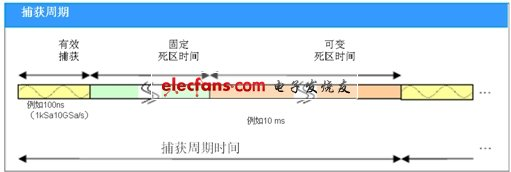 捕获周期
有效
捕获
固定
死区时间
可变
死区时间
elecfans.com 电子发烧友
例如100ns
（1kSa10GSa/s）
例如10 ms
...
捕获周期时间
...